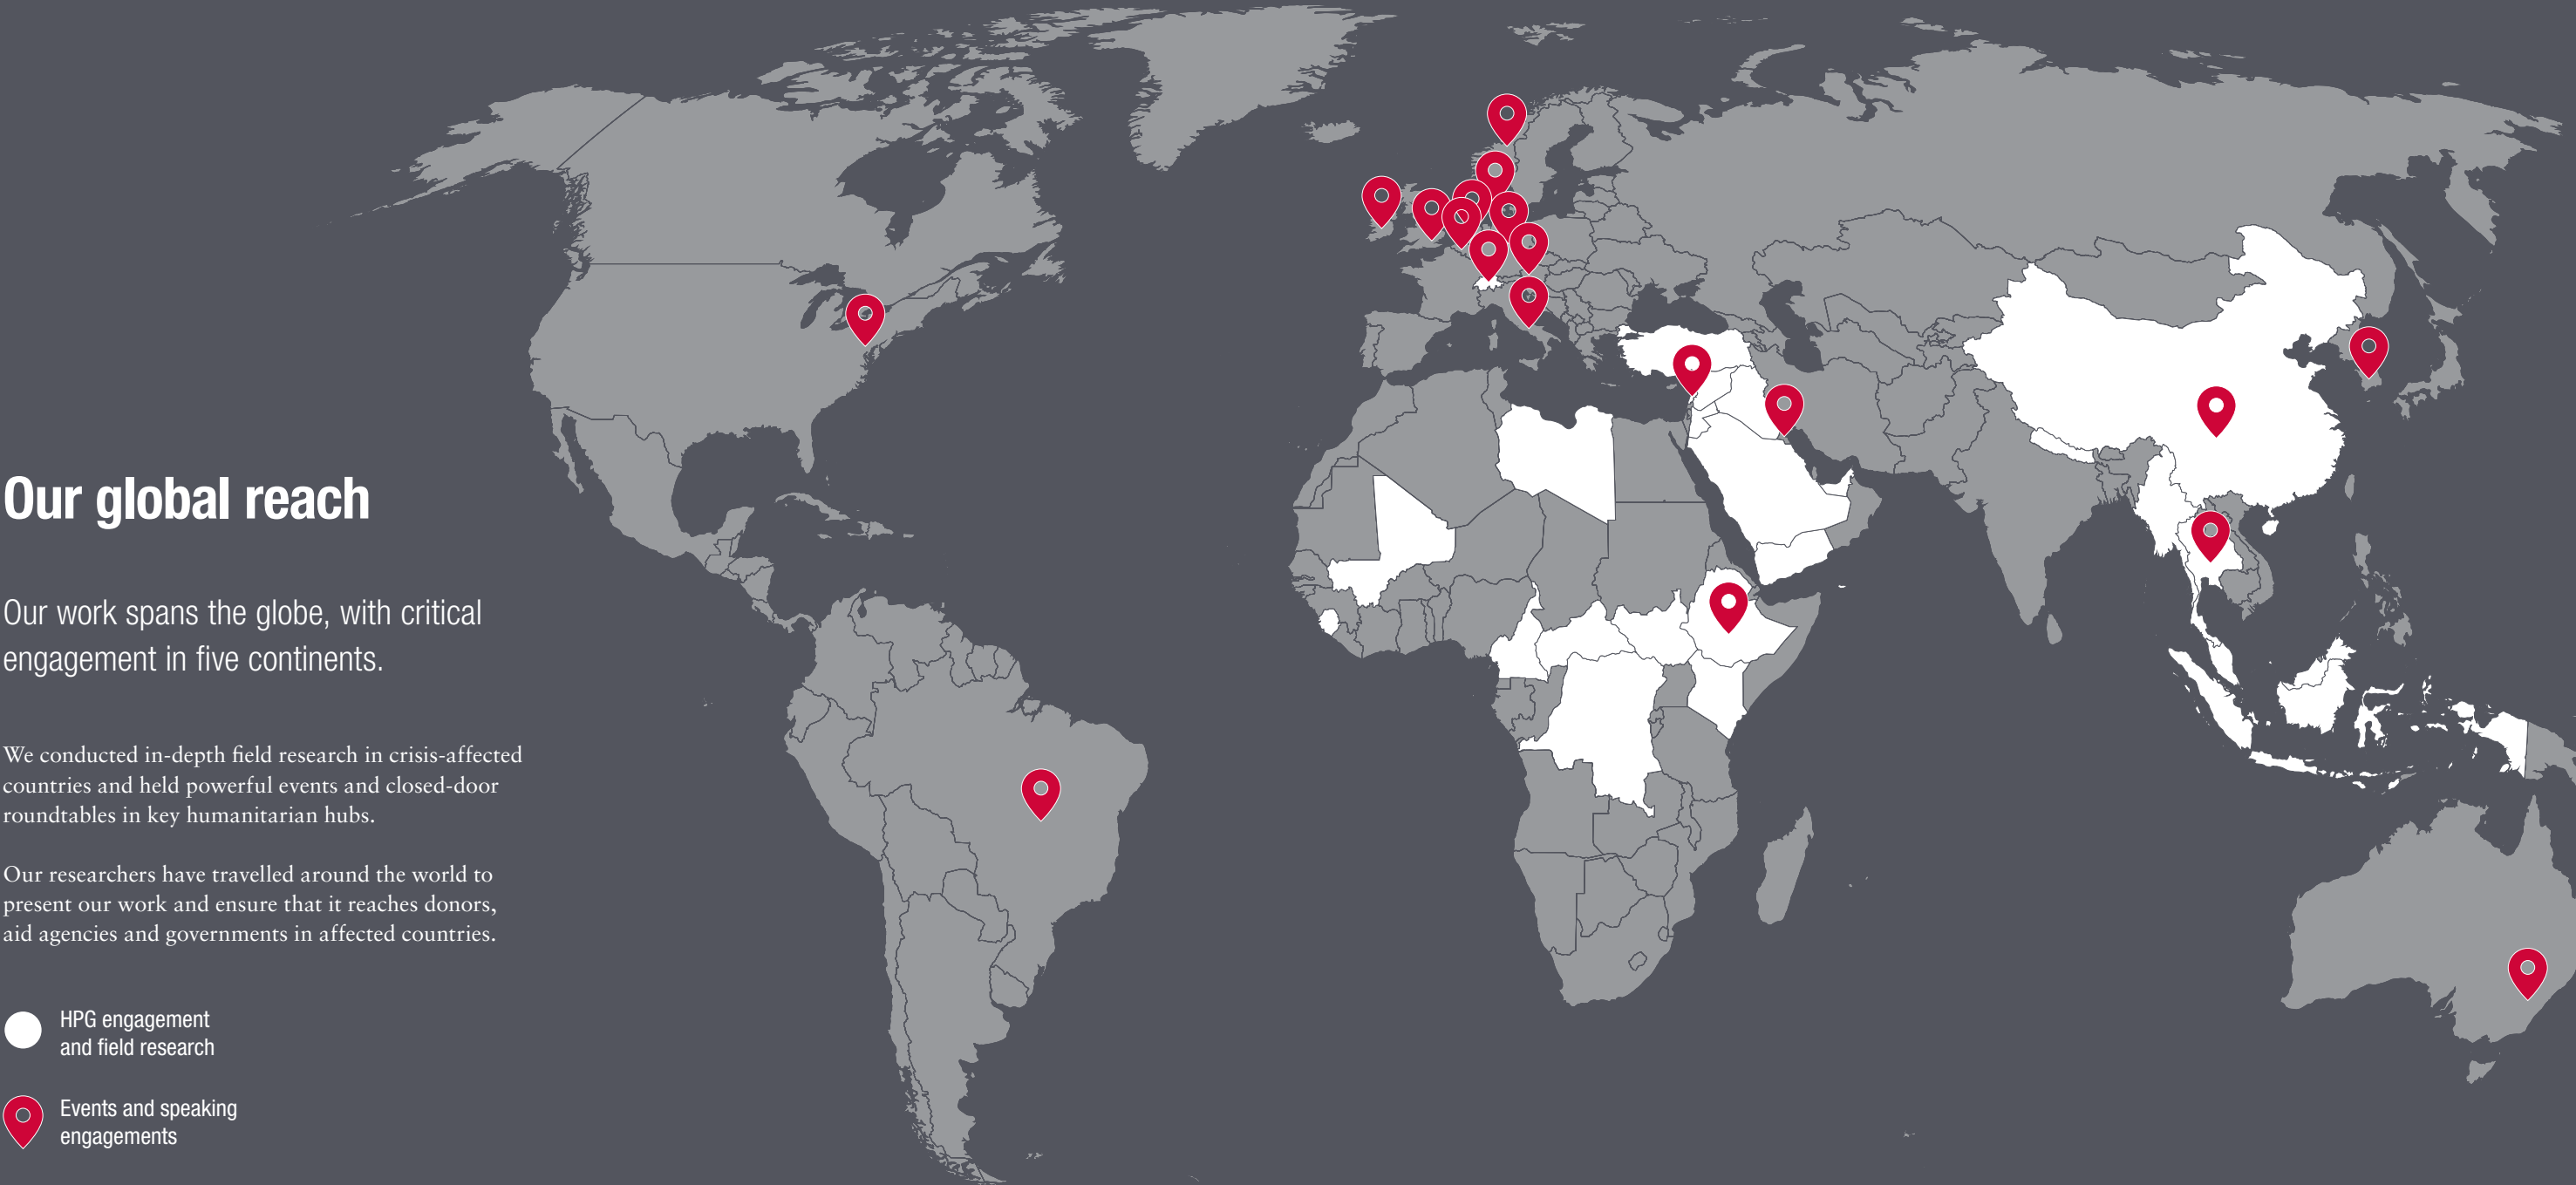 Our global reach
Our work spans the globe, with critical
engagement in five continents.
We conducted in-depth field research in crisis-affected
countries and held powerful events and closed-door
roundtables in key humanitarian hubs.
Our researchers have travelled around the world to
present our work and ensure that it reaches donors,
aid agencies and governments in affected countries.
HPG engagement
and field research
Events and speaking
engagements